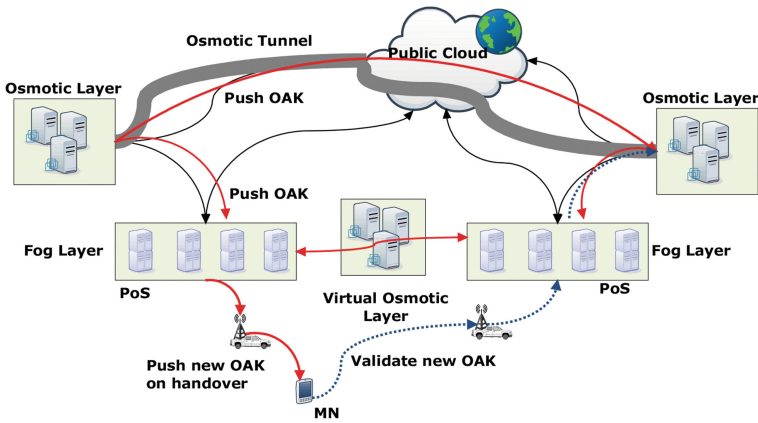 Osmotic Tunnel
Public Cloud
Osmotic Layer
Push OAK
Osmotic Layer
Push OAK
Fog Layer
Fog Layer
PoS
Virtual Osmotic
Layer
PoS
Push new OAK
on handover
Validate new OAK
MN